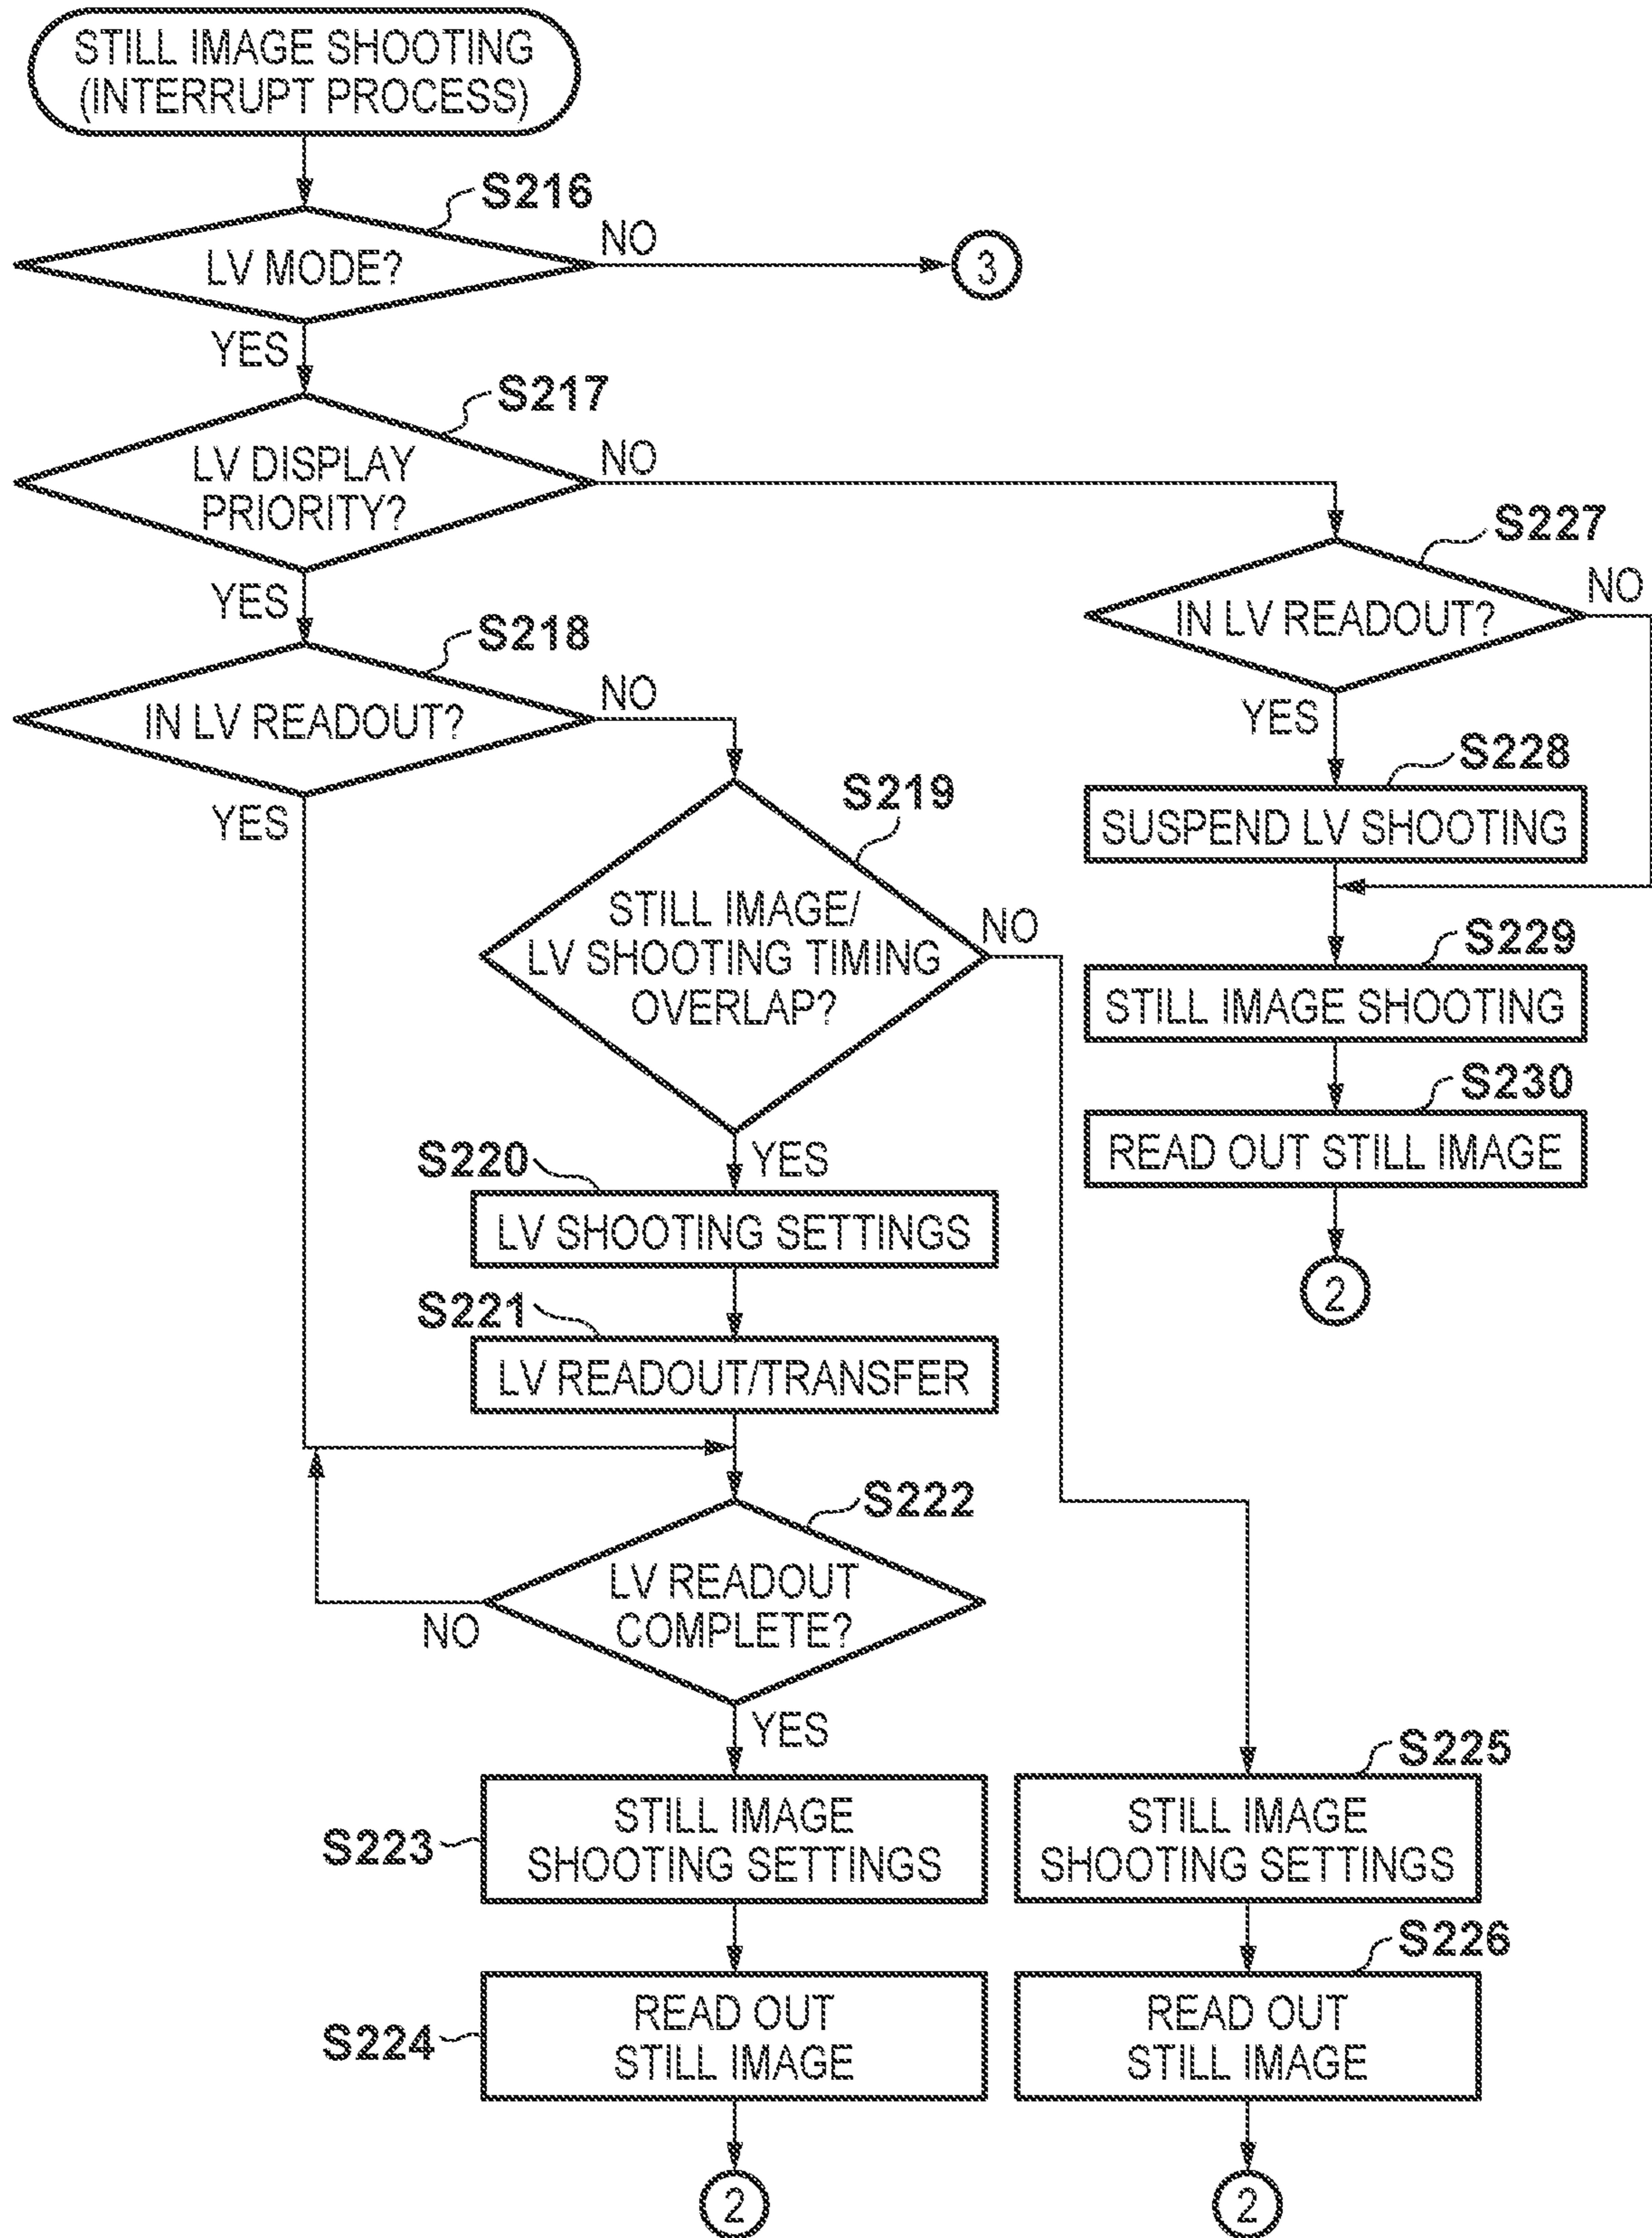 STILL IMAGE SHOOTING
(INTERRUPT PROCESS)
S216
LV MODE?
NO
3
YES
S217
LV DISPLAY
PRIORITY?
NO
YES
S227
IN LV READOUT?
NO
YES
S218
IN LV READOUT?
NO
YES
S228
SUSPEND LV SHOOTING
S219
STILL IMAGE/
LV SHOOTING TIMING
OVERLAP?
NO
YES
S229
STILL IMAGE SHOOTING
S230
READ OUT STILL IMAGE
2
S220
LV SHOOTING SETTINGS
S221
LV READOUT/TRANSFER
S222
LV READOUT
COMPLETE?
NO
YES
S223
STILL IMAGE
SHOOTING SETTINGS
S224
READ OUT
STILL IMAGE
2
S225
STILL IMAGE
SHOOTING SETTINGS
S226
READ OUT
STILL IMAGE
2